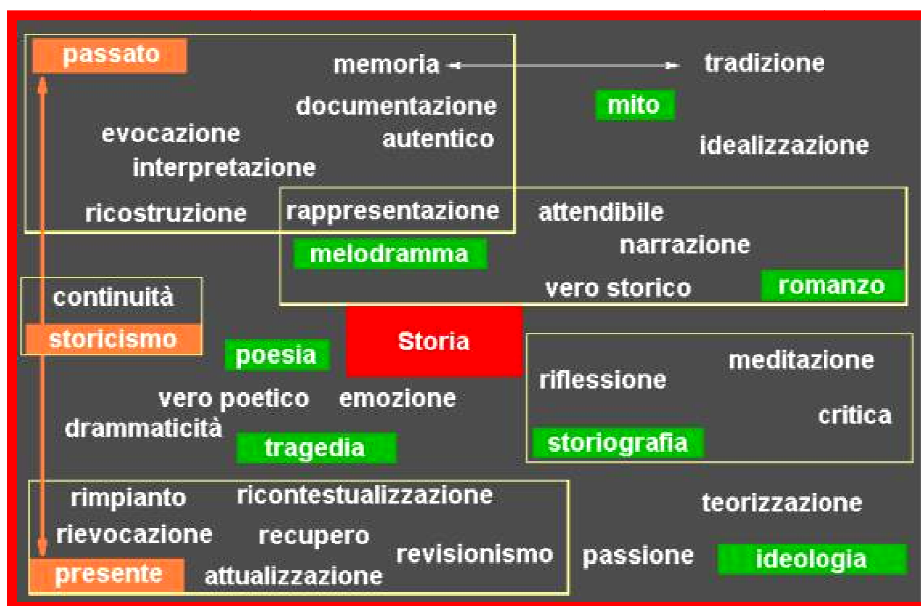 passato
memoria
tradizione
documentazione
mito
evocazione
autentico
idealizzazione
interpretazione
ricostruzione
rappresentazione
attendibile
melodramma
narrazione
continuità
vero storico
romanzo
storicismo
Storia
poesia
meditazione
riflessione
vero poetico
emozione
critica
drammaticità
tragedia
storiografia
rimpianto
ricontestualizzazione
teorizzazione
rievocazione
recupero
revisionismo
passione
ideologia
presente
attualizzazione